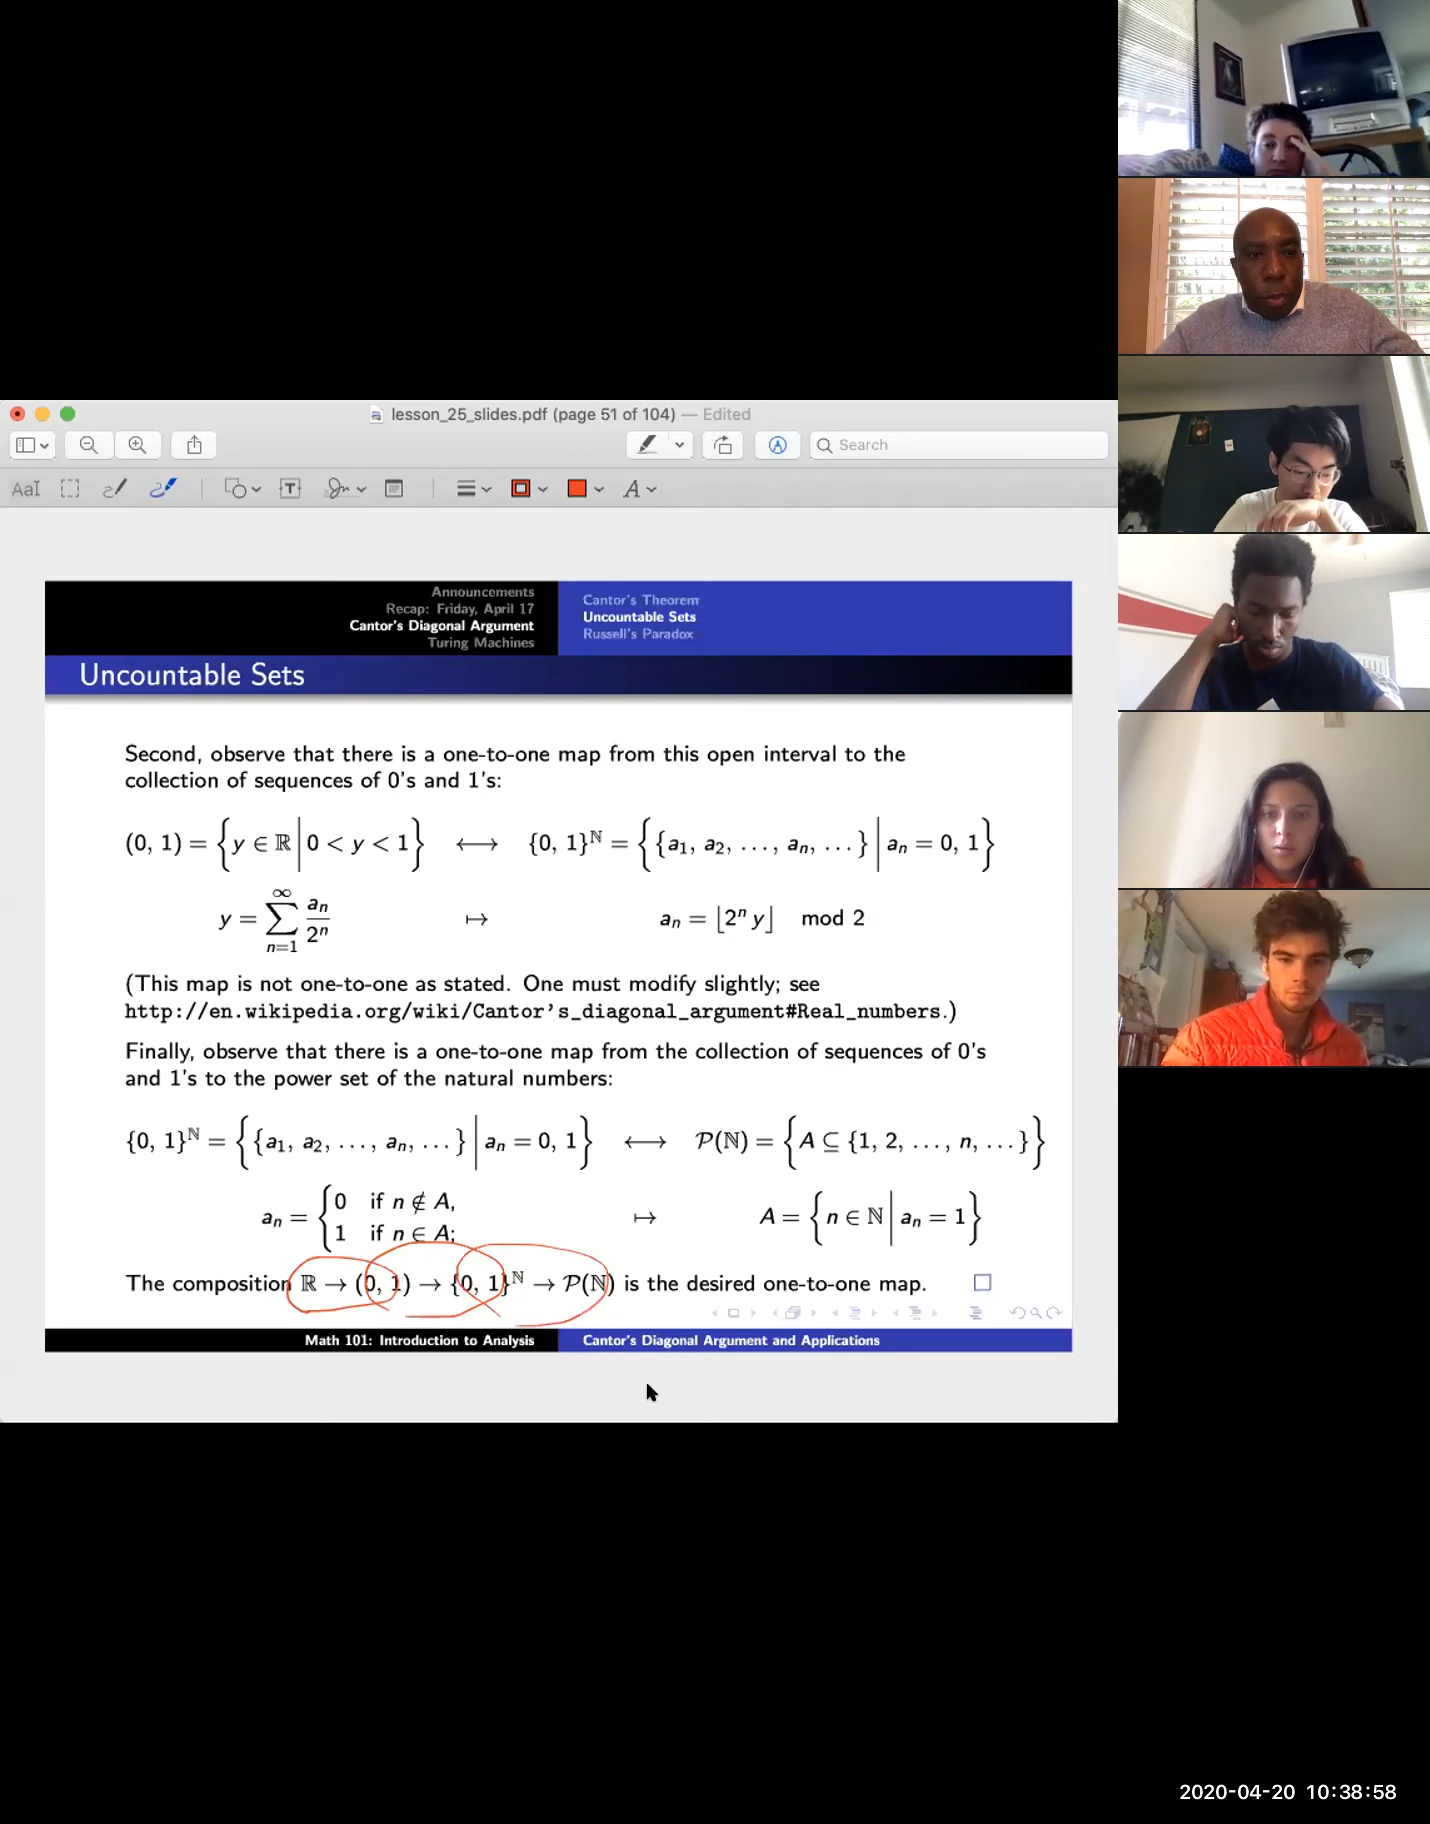 lesson_25_slides.pdf (page 51 of 104) — Edited
Search
AaI
T
A
Announcements
Recap: Friday, April 17
Cantor's Diagonal Argument
Turing Machines
Cantor's Theorem
Uncountable Sets
Russell's Paradox
Uncountable Sets
Second, observe that there is a one-to-one map from this open interval to the
collection of sequences of 0's and 1's:
(0, 1) = {y ∈ ℝ | 0 < y < 1} ⟷ {0, 1}^ℕ = {{a₁, a₂, ..., aₙ, ...} | aₙ = 0, 1}
y = ∑_{n=1}^{∞} aₙ/2ⁿ ↦ aₙ = ⌊2ⁿ y⌋ mod 2
(This map is not one-to-one as stated. One must modify slightly; see
http://en.wikipedia.org/wiki/Cantor's_diagonal_argument#Real_numbers.)
Finally, observe that there is a one-to-one map from the collection of sequences of 0's
and 1's to the power set of the natural numbers:
{0, 1}^ℕ = {{a₁, a₂, ..., aₙ, ...} | aₙ = 0, 1} ⟷ 𝒫(ℕ) = {A ⊆ {1, 2, ..., n, ...}}
aₙ = {0 if n ∉ A, 1 if n ∈ A; ↦ A = {n ∈ ℕ | aₙ = 1}
The composition ℝ → (0, 1) → {0, 1}^ℕ → 𝒫(ℕ) is the desired one-to-one map. □
Math 101: Introduction to Analysis
Cantor's Diagonal Argument and Applications
2020-04-20 10:38:58